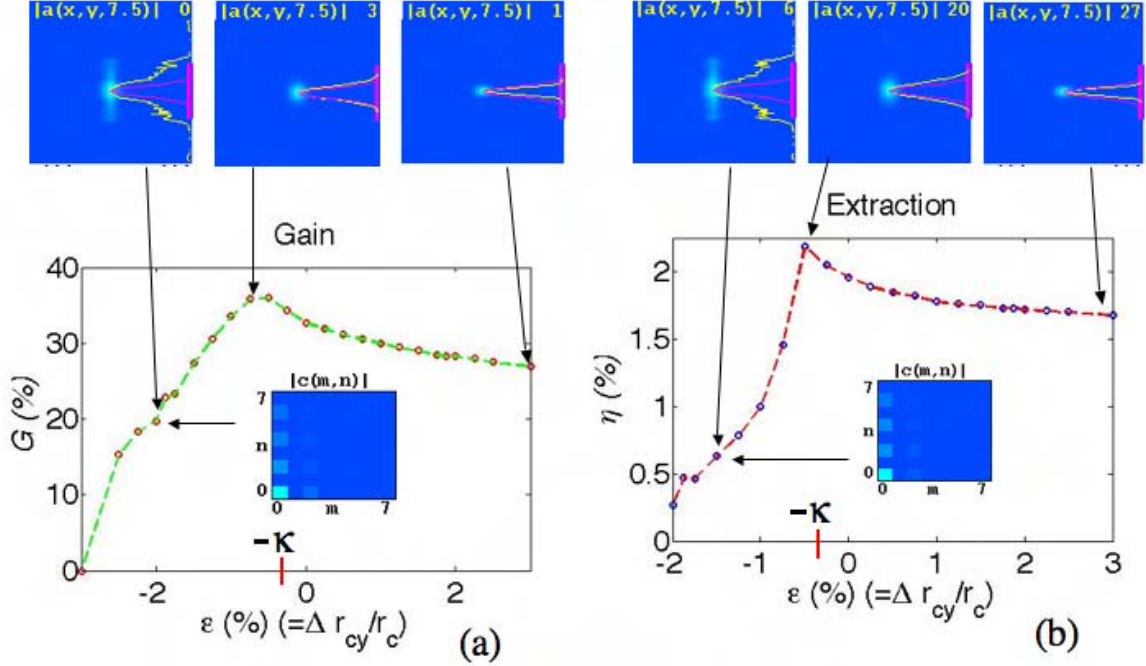 |a(x,y,7.5)| 0
|a(x,y,7.5)| 3
|a(x,y,7.5)| 1
|a(x,y,7.5)| 6
|a(x,y,7.5)| 20
|a(x,y,7.5)| 27
Gain
40
30
20
10
0
G (%)
|c(m,n)|
7
n
0
0 m 7
-κ
-2 0 2
ε (%) (=Δ r_cy/r_c)
(a)
Extraction
2
1.5
1
0.5
0
η (%)
|c(m,n)|
7
n
0
0 m 7
-κ
-2 -1 0 1 2 3
ε (%) (=Δ r_cy/r_c)
(b)